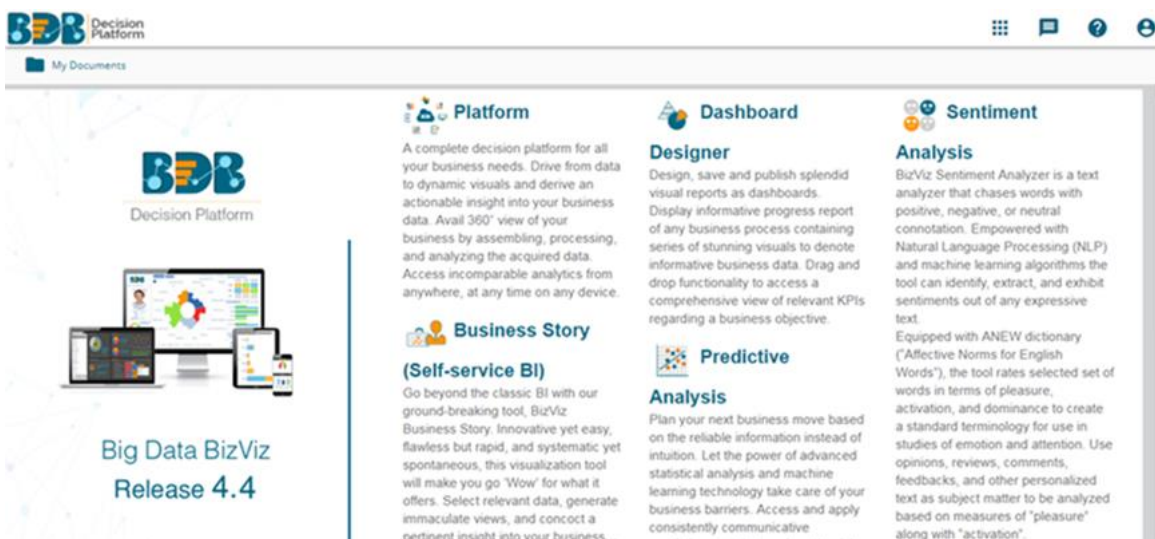 BDB Decision
Platform
My Documents
BDB
Decision Platform
Big Data BizViz
Release 4.4
Platform
A complete decision platform for all
your business needs. Drive from data
to dynamic visuals and derive an
actionable insight into your business
data. Avail 360° view of your
business by assembling, processing,
and analyzing the acquired data.
Access incomparable analytics from
anywhere, at any time on any device.
Business Story
(Self-service BI)
Go beyond the classic BI with our
ground-breaking tool, BizViz
Business Story. Innovative yet easy,
flawless but rapid, and systematic yet
spontaneous, this visualization tool
will make you go 'Wow' for what it
offers. Select relevant data, generate
immaculate views, and concoct a
pertinent insight into your business
Dashboard
Designer
Design, save and publish splendid
visual reports as dashboards.
Display informative progress report
of any business process containing
series of stunning visuals to denote
informative business data. Drag and
drop functionality to access a
comprehensive view of relevant KPIs
regarding a business objective.
Predictive
Analysis
Plan your next business move based
on the reliable information instead of
intuition. Let the power of advanced
statistical analysis and machine
learning technology take care of your
business barriers. Access and apply
consistently communicative
Sentiment
Analysis
BizViz Sentiment Analyzer is a text
analyzer that chases words with
positive, negative, or neutral
connotation. Empowered with
Natural Language Processing (NLP)
and machine learning algorithms the
tool can identify, extract, and exhibit
sentiments out of any expressive
text.
Equipped with ANEW dictionary
("Affective Norms for English
Words"), the tool rates selected set of
words in terms of pleasure,
activation, and dominance to create
a standard terminology for use in
studies of emotion and attention. Use
opinions, reviews, comments,
feedbacks, and other personalized
text as subject matter to be analyzed
based on measures of "pleasure"
along with "activation".